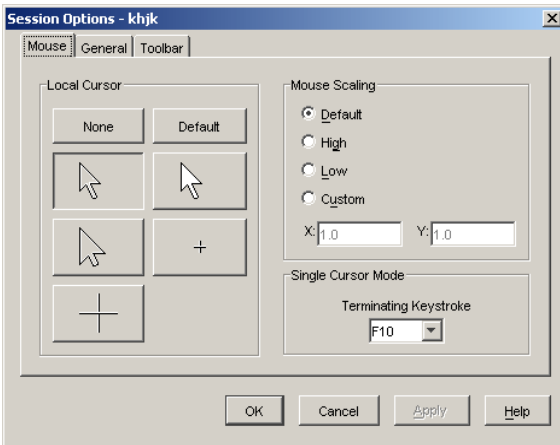 Session Options - khjk
Mouse General Toolbar
Local Cursor
None Default
Mouse Scaling
Default
High
Low
Custom
X: 1.0 Y: 1.0
Single Cursor Mode
Terminating Keystroke
F10
OK Cancel Apply Help